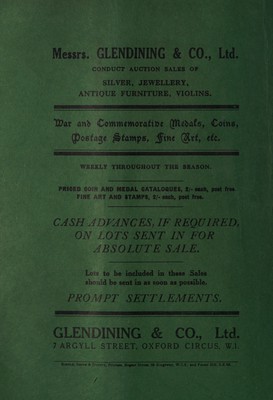 Messrs. GLENDINING & CO., Ltd.
CONDUCT AUCTION SALES OF
SILVER, JEWELLERY,
ANTIQUE FURNITURE, VIOLINS.
War and Commemorative Medals, Coins,
Postage Stamps, Fine Art, etc.
WEEKLY THROUGHOUT THE SEASON.
PRICED COIN AND MEDAL CATALOGUES, 2/- each, post free
FINE ART AND STAMPS, 2/- each, post free.
CASH ADVANCES, IF REQUIRED,
ON LOTS SENT IN FOR
ABSOLUTE SALE.
Lots to be included in these Sales
should be sent in as soon as possible.
PROMPT SETTLEMENTS.
GLENDINING & CO., Ltd.
7 ARGYLL STREET, OXFORD CIRCUS, W.1.